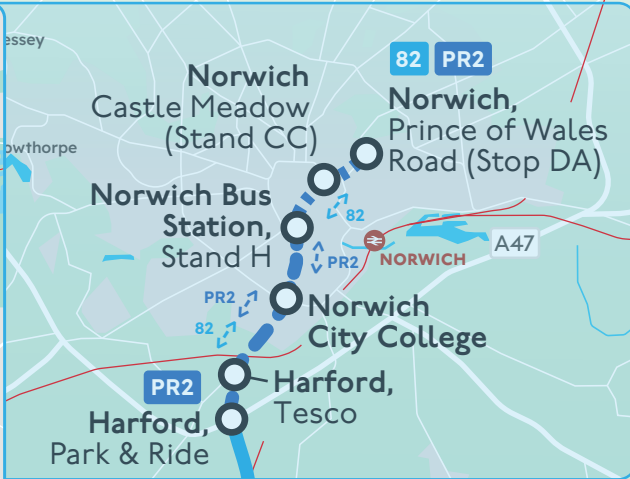 essey
owthorpe
82 PR2
Norwich
Castle Meadow
(Stand CC)
Norwich,
Prince of Wales
Road (Stop DA)
Norwich Bus
Station,
Stand H
82
PR2
NORWICH
A47
PR2
82
Norwich
City College
PR2
Harford,
Tesco
Harford,
Park & Ride